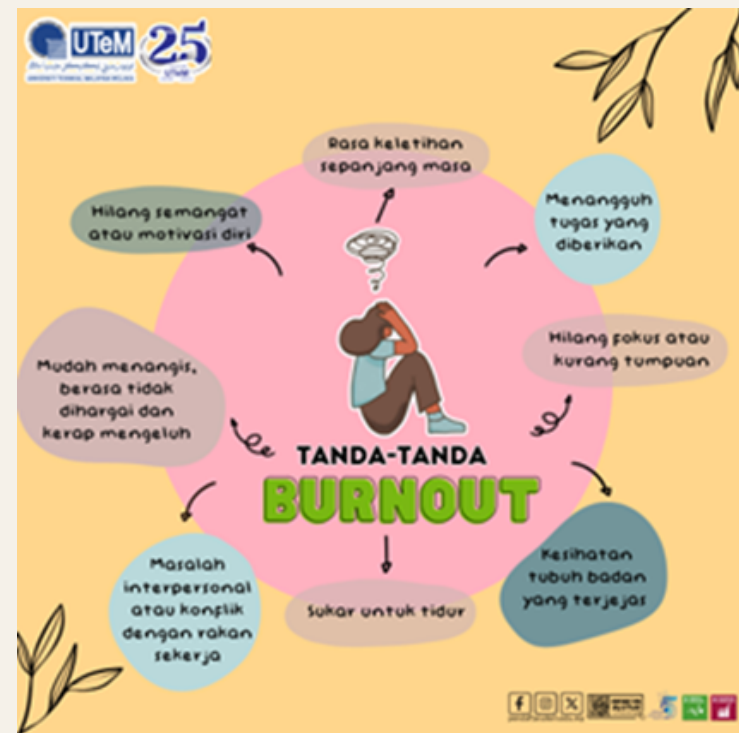 UTeM
25
Rasa keletihan
sepanjang masa
Menangguh
tugas yang
diberikan
Hilang fokus atau
kurang tumpuan
Kesihatan
tubuh badan
yang terjejas
Sukar untuk tidur
Masalah
interpersonal
atau konflik
dengan rakan
sekerja
Mudah menangis,
berasa tidak
dihargai dan
kerap mengeluh
Hilang semangat
atau motivasi diri
TANDA-TANDA
BURNOUT